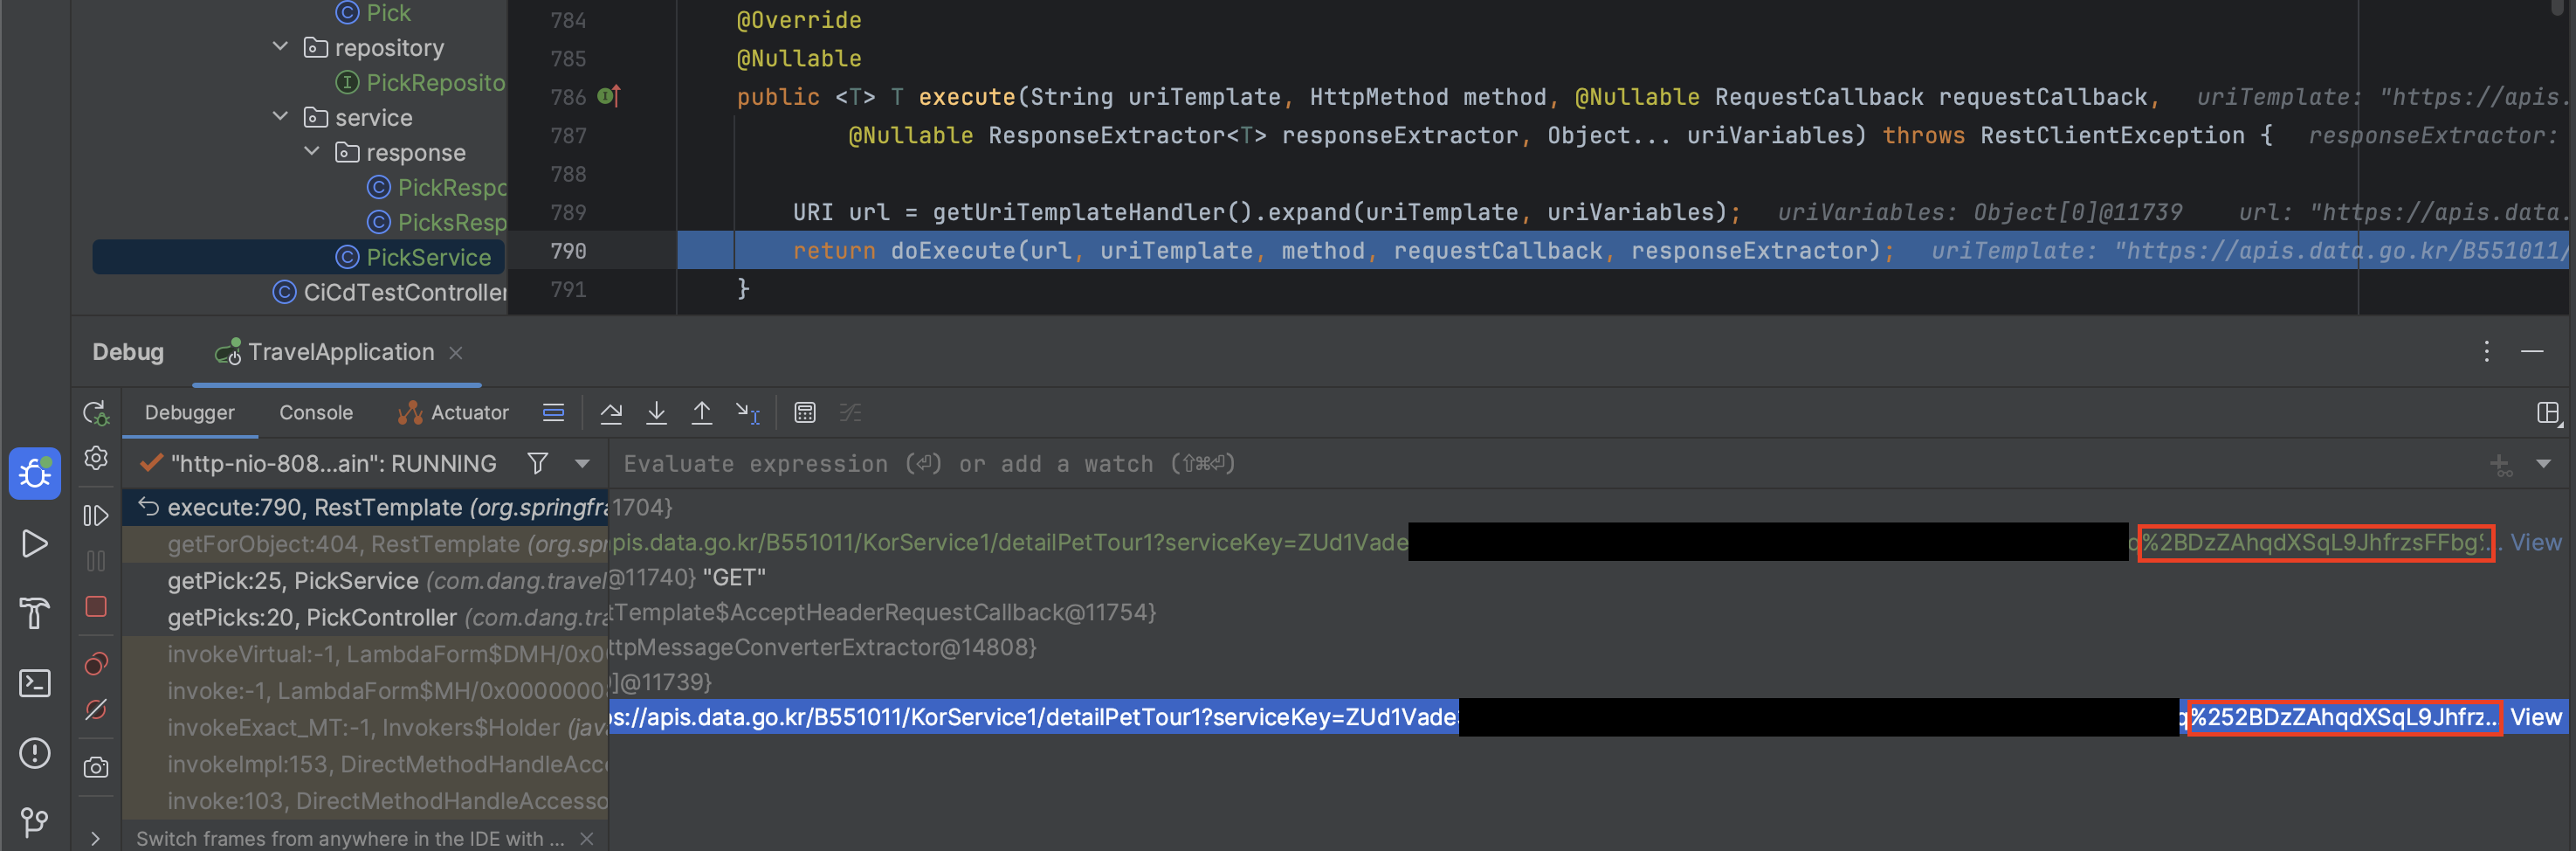 Pick
repository
PickReposito
service
response
PickRespo
PicksResp
PickService
CiCdTestController
784 @Override
785 @Nullable
786 public <T> T execute(String uriTemplate, HttpMethod method, @Nullable RequestCallback requestCallback, uriTemplate: "https://apis.
787 @Nullable ResponseExtractor<T> responseExtractor, Object... uriVariables) throws RestClientException { responseExtractor:
788
789 URI url = getUriTemplateHandler().expand(uriTemplate, uriVariables); uriVariables: Object[0]@11739 url: "https://apis.data.
790 return doExecute(url, uriTemplate, method, requestCallback, responseExtractor); uriTemplate: "https://apis.data.go.kr/B551011/
791 }
Debug TravelApplication
Debugger Console Actuator
"http-nio-808...ain": RUNNING
Evaluate expression (⏎) or add a watch (⇧⌘⏎)
execute:790, RestTemplate (org.springfra
getForObject:404, RestTemplate (org.spr
getPick:25, PickService (com.dang.travel
getPicks:20, PickController (com.dang.tra
invokeVirtual:-1, LambdaForm$DMH/0x0
invoke:-1, LambdaForm$MH/0x0000000
invokeExact_MT:-1, Invokers$Holder (java
invokeImpl:153, DirectMethodHandleAcc
invoke:103, DirectMethodHandleAccesso
Switch frames from anywhere in the IDE with ...
1704}
pis.data.go.kr/B551011/KorService1/detailPetTour1?serviceKey=ZUd1Vade
%2BDzZAhqdXSqL9JhfrzsFFbg%... View
@11740} "GET"
tTemplate$AcceptHeaderRequestCallback@11754}
ttpMessageConverterExtractor@14808}
]@11739}
ps://apis.data.go.kr/B551011/KorService1/detailPetTour1?serviceKey=ZUd1Vade
q%252BDzZAhqdXSqL9Jhfrz... View